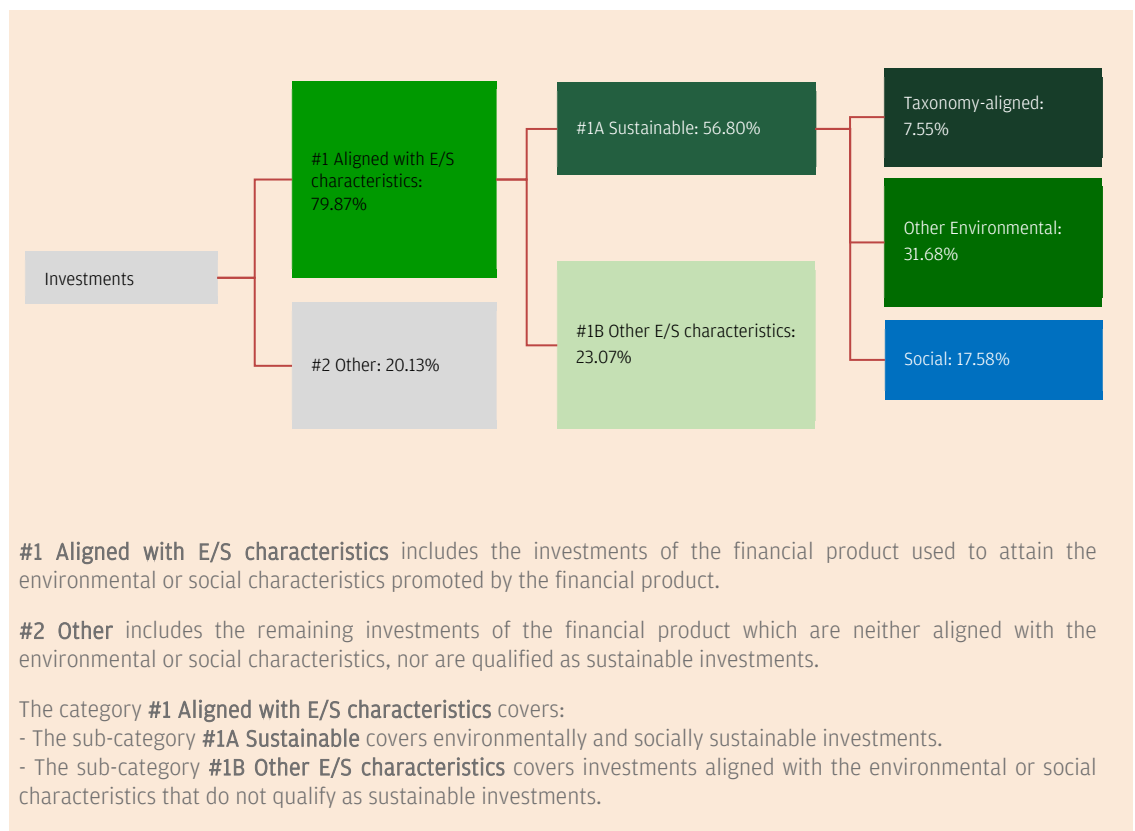 Investments
#1 Aligned with E/S
characteristics:
79.87%
#2 Other: 20.13%
#1A Sustainable: 56.80%
#1B Other E/S characteristics:
23.07%
Taxonomy-aligned:
7.55%
Other Environmental:
31.68%
Social: 17.58%
#1 Aligned with E/S characteristics includes the investments of the financial product used to attain the
environmental or social characteristics promoted by the financial product.
#2 Other includes the remaining investments of the financial product which are neither aligned with the
environmental or social characteristics, nor are qualified as sustainable investments.
The category #1 Aligned with E/S characteristics covers:
- The sub-category #1A Sustainable covers environmentally and socially sustainable investments.
- The sub-category #1B Other E/S characteristics covers investments aligned with the environmental or social
characteristics that do not qualify as sustainable investments.